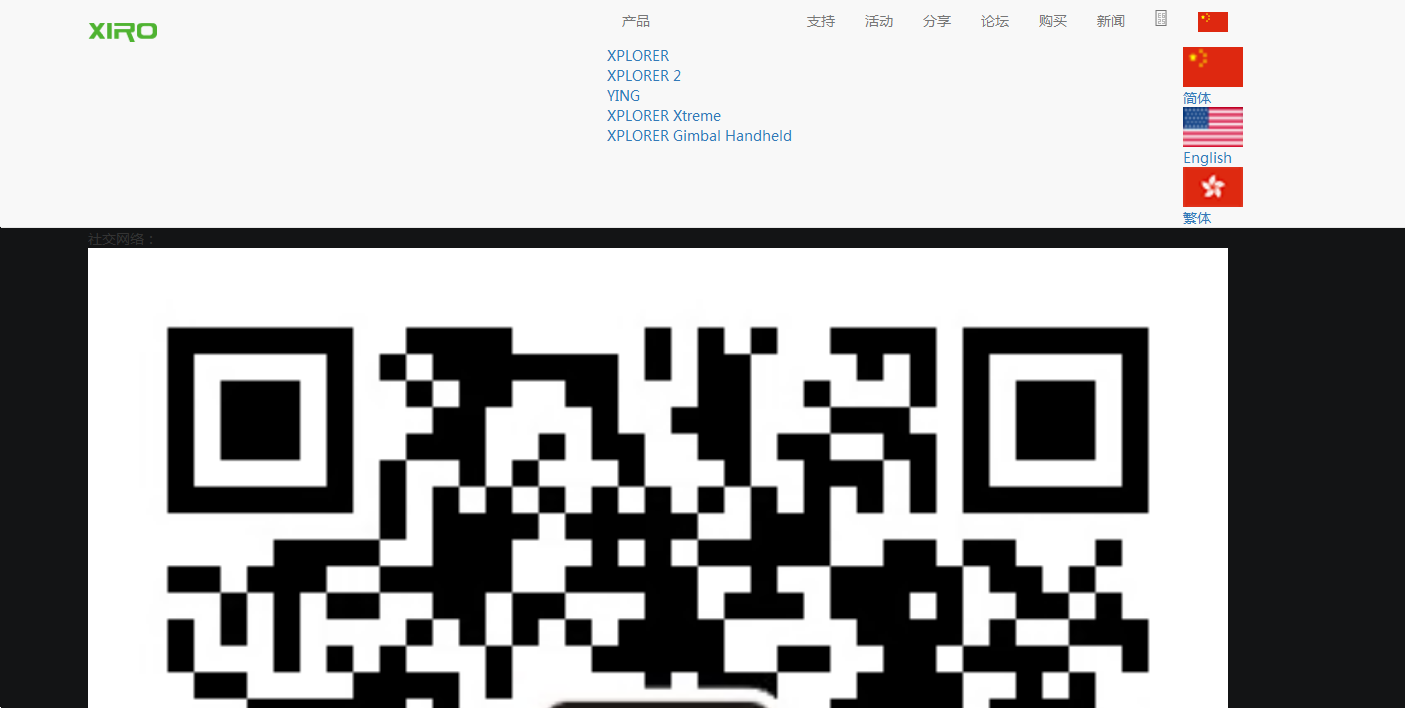 XIRO
产品
支持
活动
分享
论坛
购买
新闻
XPLORER
XPLORER 2
YING
XPLORER Xtreme
XPLORER Gimbal Handheld
简体
English
繁体
社交网络：